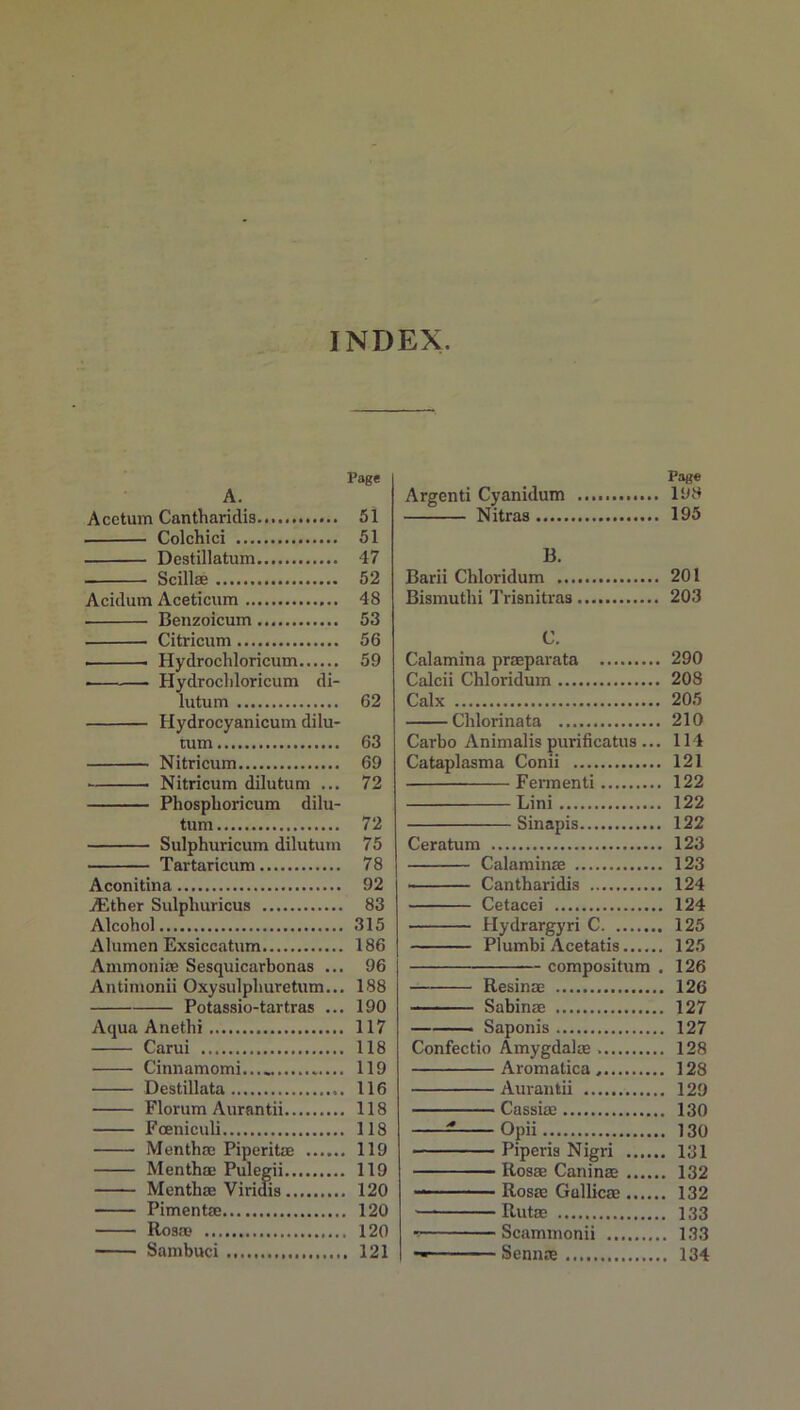 INDEX.
Page
A.
Acetum Cantharidis............ 51
——— Colchici ................ 51
——— Destillatum............. 47
——— Scillæ ................... 52
Acidum Aceticum ............... 48
——— Benzoicum ............. 53
——— Citricum ................ 56
——— Hydrochloricum...... 59
——— Hydrochloricum di-
lutum ................ 62
——— Hydrocyanicum dilu-
tum................... 63
——— Nitricum................ 69
——— Nitricum dilutum ... 72
——— Phosphoricum dilu-
tum................... 72
——— Sulphuricum dilutum 75
——— Tartaricum ............. 78
Aconitina ......................... 92
Æther Sulphuricus ............. 83
Alcohol ............................ 315
Alumen Exsiccatum............. 186
Ammoniæ Sesquicarbonas ... 96
Antimonii Oxysulphuretum... 188
——— Potassio-tartras ... 190
Aqua Anethi ..................... 117
—— Carui ...................... 118
—— Cinnamomi................ 119
—— Destillata .................. 116
—— Florum Aurantii.......... 118
—— Fœniculi................... 118
—— Menthæ Piperitæ ...... 119
—— Menthæ Pulegii.......... 119
—— Menthæ Viridis .......... 120
—— Pimentæ................... 120
—— Rosæ ...................... 120
—— Sambuci ................... 121
Page
Argenti Cyanidum ............. 198
——— Nitras ................... 195
B.
Barii Chloridum ................ 201
Bismuthi Trisnitras ............. 203
C.
Calamina præparata .......... 290
Calcii Chloridum ................ 208
Calx ................................ 205
—— Chlorinata ................ 210
Carbo Animalis purificatus ... 114
Cataplasma Conii .............. 121
———— Fermenti .......... 122
———— Lini ................. 122
———— Sinapis............. 122
Ceratum .......................... 123
——— Calaminæ .............. 123
——— Cantharidis ............ 124
——— Cetacei ................. 124
——— Hydrargyri C. ........ 125
——— Plumbi Acetatis...... 125
————— compositum . 126
——— Resinæ ................. 126
——— Sabinæ ................. 127
——— Saponis ................. 127
Confectio Amygdalæ ........... 128
———— Aromatica ........... 128
———— Aurantii ............. 129
———— Cassiæ ................ 130
———— Opii ................... 130
———— Piperis Nigri ...... 131
———— Rosæ Caninæ ...... 132
———— Rosæ Gallicæ ...... 132
———— Rutæ ................. 133
———— Scammonii .......... 133
———— Sennæ ................ 134